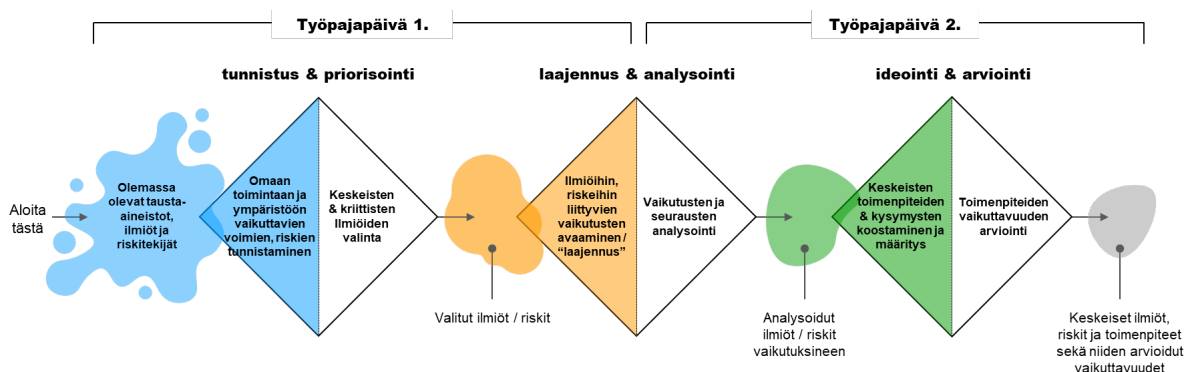 Työpajapäivä 1.
Työpajapäivä 2.
tunnistus & priorisointi
laajennus & analysointi
ideointi & arviointi
Aloita
tästä
Olemassa
olevat tausta-
aineistot,
ilmiöt ja
riskitekijät
Omaan
toimintaan ja
ympäristöön
vaikuttavien
voimien, riskien
tunnistaminen
Keskeisten
& kriittisten
Ilmiöiden
valinta
Valitut ilmiöt / riskit
Ilmiöihin,
riskeihin
liittyvien
vaikutusten
avaaminen /
“laajennus”
Vaikutusten ja
seurausten
analysointi
Analysoidut
ilmiöt / riskit
vaikutuksineen
Keskeisten
toimenpiteiden
& kysymysten
koostaminen ja
määritys
Toimenpiteiden
vaikuttavuuden
arviointi
Keskeiset ilmiöt,
riskit ja toimenpiteet
sekä niiden arvioidut
vaikuttavuudet